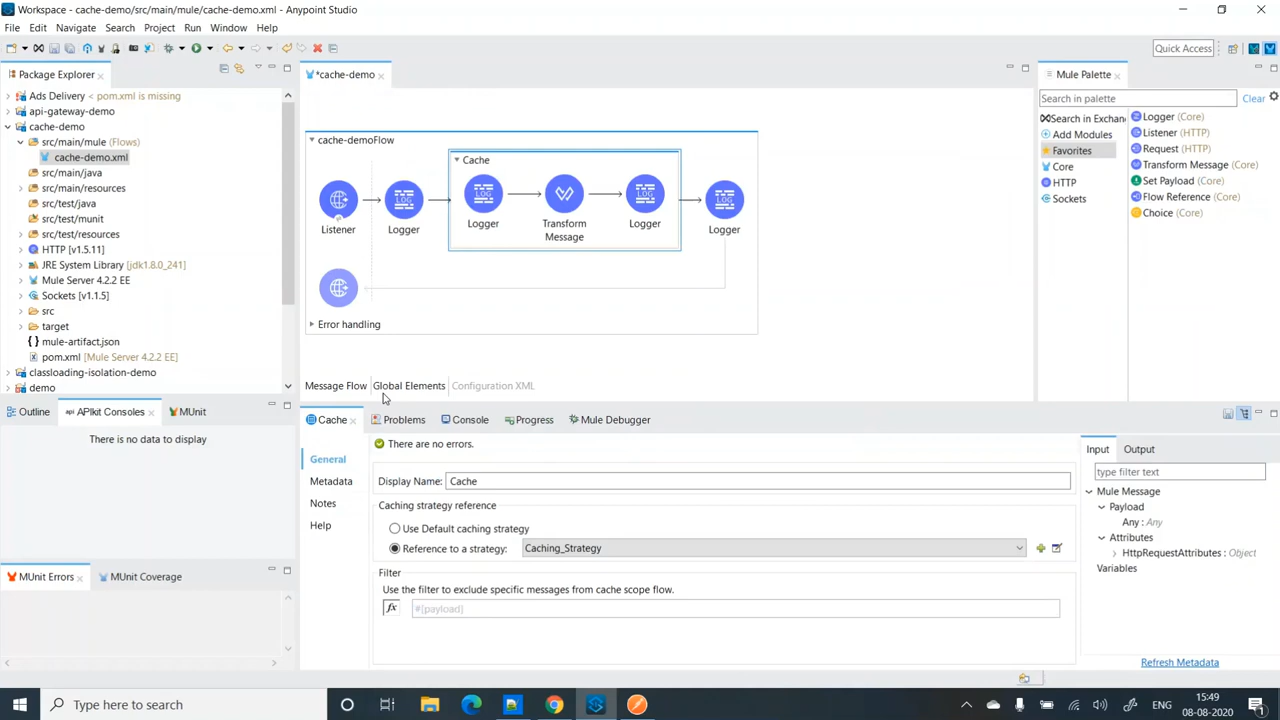 Workspace - cache-demo/src/main/mule/cache-demo.xml - Anypoint Studio
File Edit Navigate Search Project Run Window Help
Quick Access
Package Explorer
*cache-demo
Mule Palette
Ads Delivery < pom.xml is missing
api-gateway-demo
cache-demo
src/main/mule (Flows)
cache-demo.xml
src/main/java
src/main/resources
src/test/java
src/test/munit
src/test/resources
HTTP [v1.5.11]
JRE System Library [jdk1.8.0_241]
Mule Server 4.2.2 EE
Sockets [v1.1.5]
src
target
mule-artifact.json
pom.xml [Mule Server 4.2.2 EE]
classloading-isolation-demo
demo
cache-demoFlow
Cache
LOG
LOG
LOG
LOG
Listener
Logger
Logger
Transform Message
Logger
Logger
Error handling
Message Flow
Global Elements
Configuration XML
Search in palette
Clear
Search in Exchan
Add Modules
Favorites
Core
HTTP
Sockets
Logger (Core)
Listener (HTTP)
Request (HTTP)
Transform Message (Core)
Set Payload (Core)
Flow Reference (Core)
Choice (Core)
Outline
api APIkit Consoles
MUnit
There is no data to display
MUnit Errors
MUnit Coverage
Cache
Problems
Console
Progress
Mule Debugger
There are no errors.
General
Metadata
Notes
Help
Display Name: Cache
Caching strategy reference
Use Default caching strategy
Reference to a strategy: Caching_Strategy
Filter
Use the filter to exclude specific messages from cache scope flow.
fx #[payload]
Input
Output
type filter text
Mule Message
Payload
Any : Any
Attributes
HttpRequestAttributes : Object
Variables
Refresh Metadata
Type here to search
ENG
15:49
08-08-2020
1